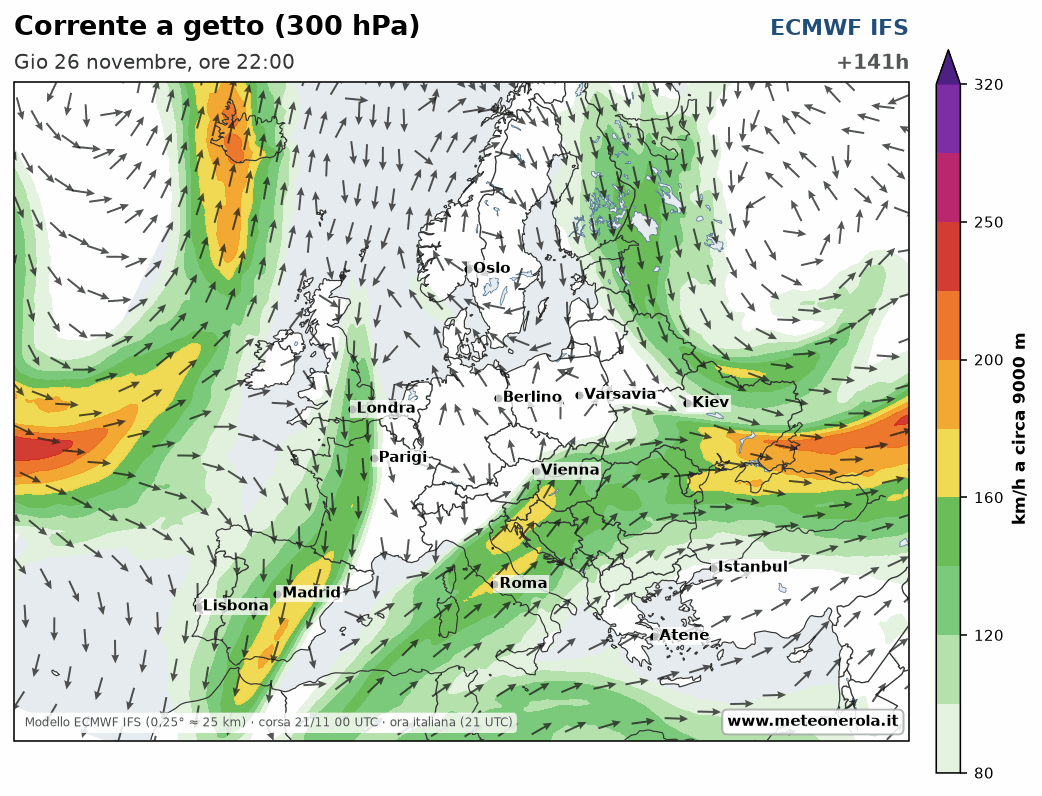 Corrente a getto (300 hPa)
ECMWF IFS
Gio 26 novembre, ore 22:00
+141h
320
250
200
160
120
80
km/h a circa 9000 m
Oslo
Berlino
Varsavia
Kiev
Londra
Parigi
Vienna
Istanbul
Roma
Madrid
Lisbona
Atene
Modello ECMWF IFS (0,25° ≈ 25 km) · corsa 21/11 00 UTC · ora italiana (21 UTC)
www.meteonerola.it